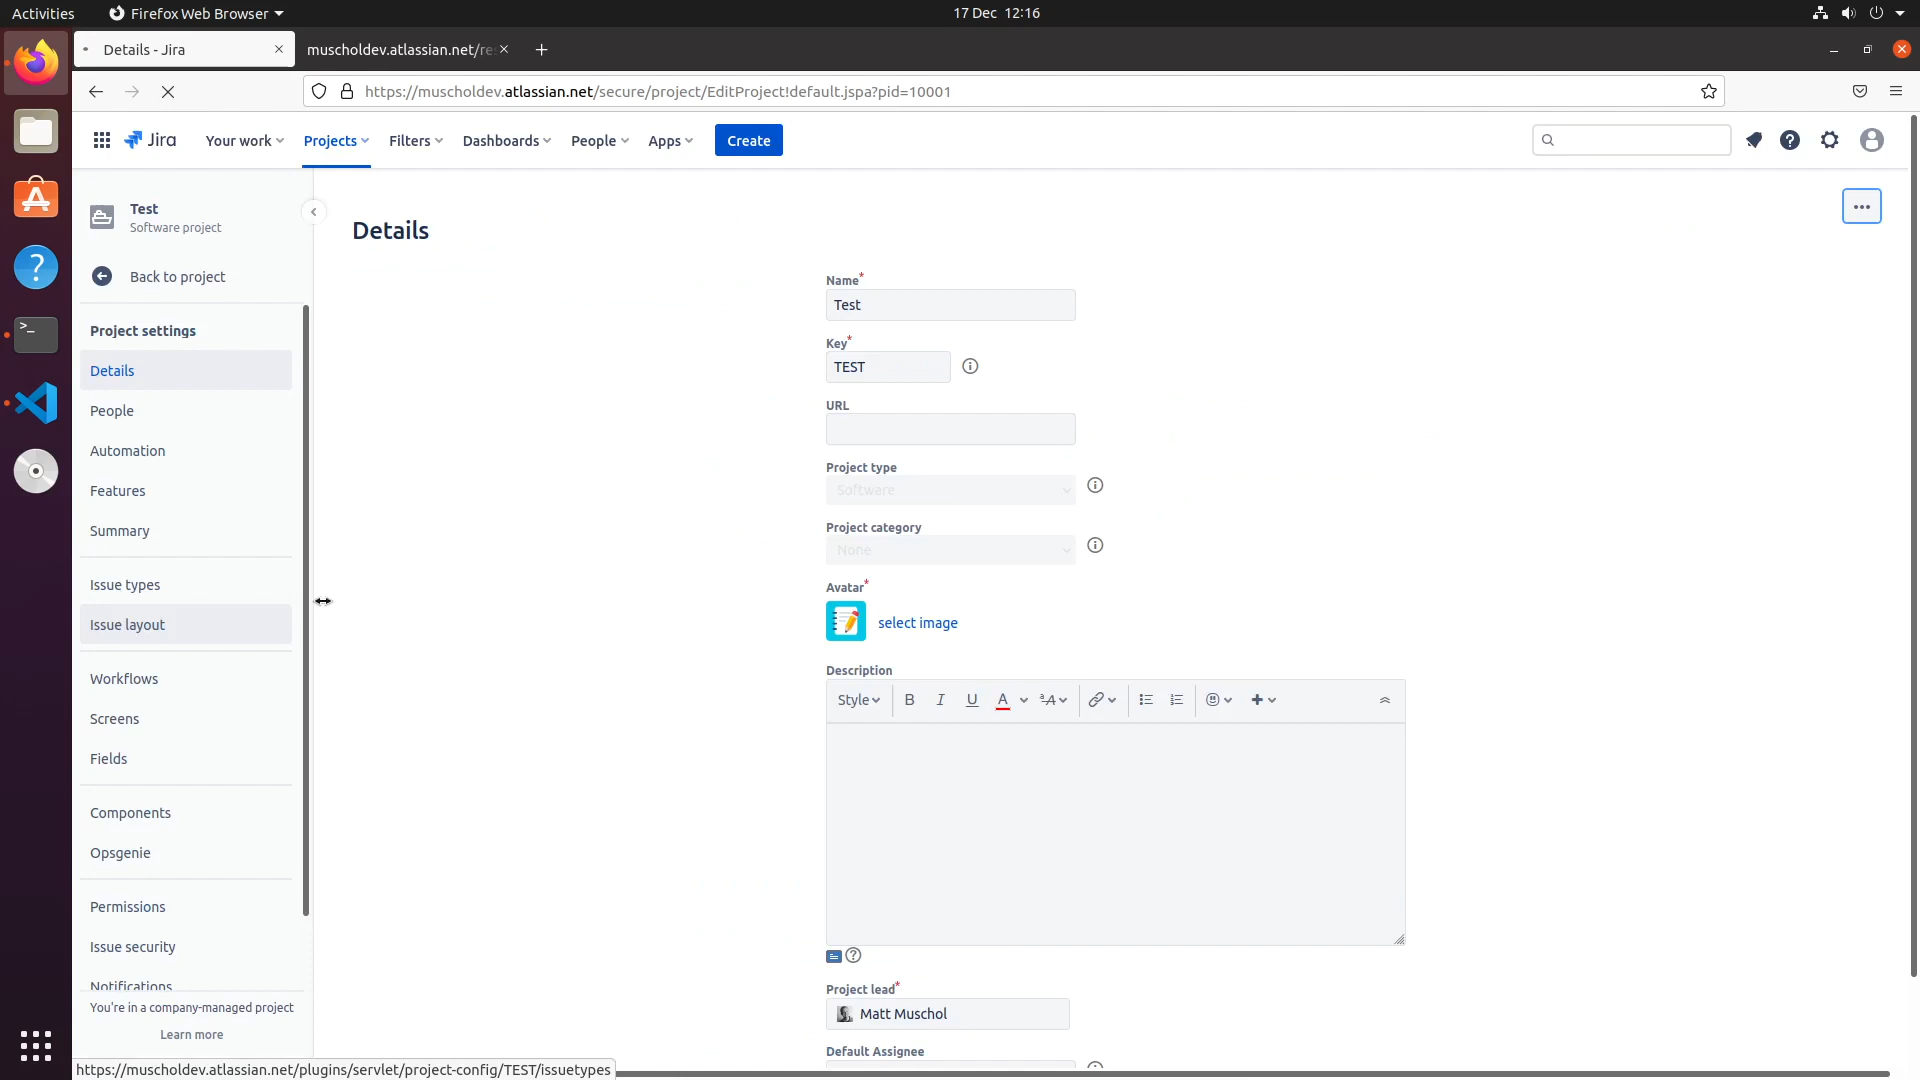 Activities
Firefox Web Browser
17 Dec 12:16
Details - Jira
muscholdev.atlassian.net/re
https://muscholdev.atlassian.net/secure/project/EditProject!default.jspa?pid=10001
Jira
Your work
Projects
Filters
Dashboards
People
Apps
Create
Test
Software project
Back to project
Project settings
Details
People
Automation
Features
Summary
Issue types
Issue layout
Workflows
Screens
Fields
Components
Opsgenie
Permissions
Issue security
Notifications
You're in a company-managed project
Learn more
Details
Name*
Test
Key*
TEST
URL
Project type
Software
Project category
None
Avatar*
select image
Description
Style
B I U A
Project lead*
Matt Muschol
Default Assignee
https://muscholdev.atlassian.net/plugins/servlet/project-config/TEST/issuetypes